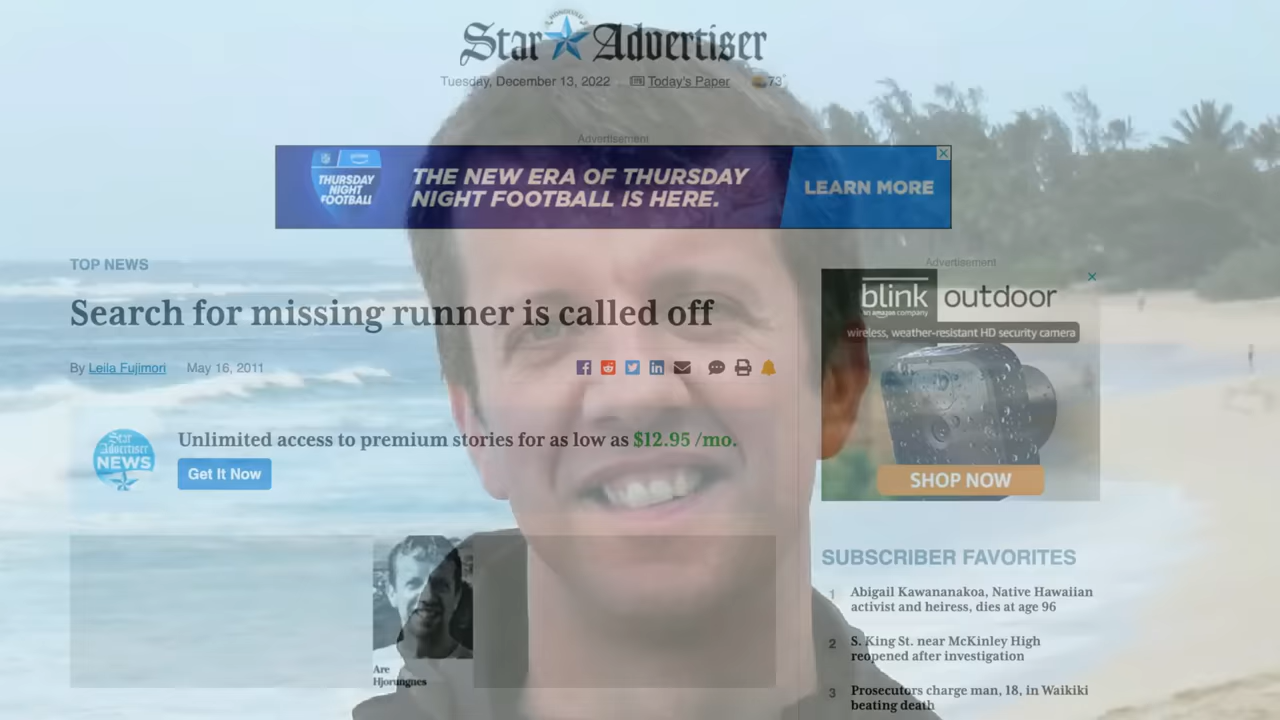 HONOLULU
Star Advertiser
Tuesday, December 13, 2022 Today's Paper 73°
Advertisement
THURSDAY
NIGHT
FOOTBALL
THE NEW ERA OF THURSDAY
NIGHT FOOTBALL IS HERE.
LEARN MORE
TOP NEWS
Search for missing runner is called off
By Leila Fujimori May 16, 2011
Star
Advertiser
NEWS
Unlimited access to premium stories for as low as $12.95 /mo.
Get It Now
Are
Hjorungnes
Advertisement
blink outdoor
an amazon company
wireless, weather-resistant HD security camera
SHOP NOW
SUBSCRIBER FAVORITES
1 Abigail Kawananakoa, Native Hawaiian
activist and heiress, dies at age 96
2 S. King St. near McKinley High
reopened after investigation
3 Prosecutors charge man, 18, in Waikiki
beating death